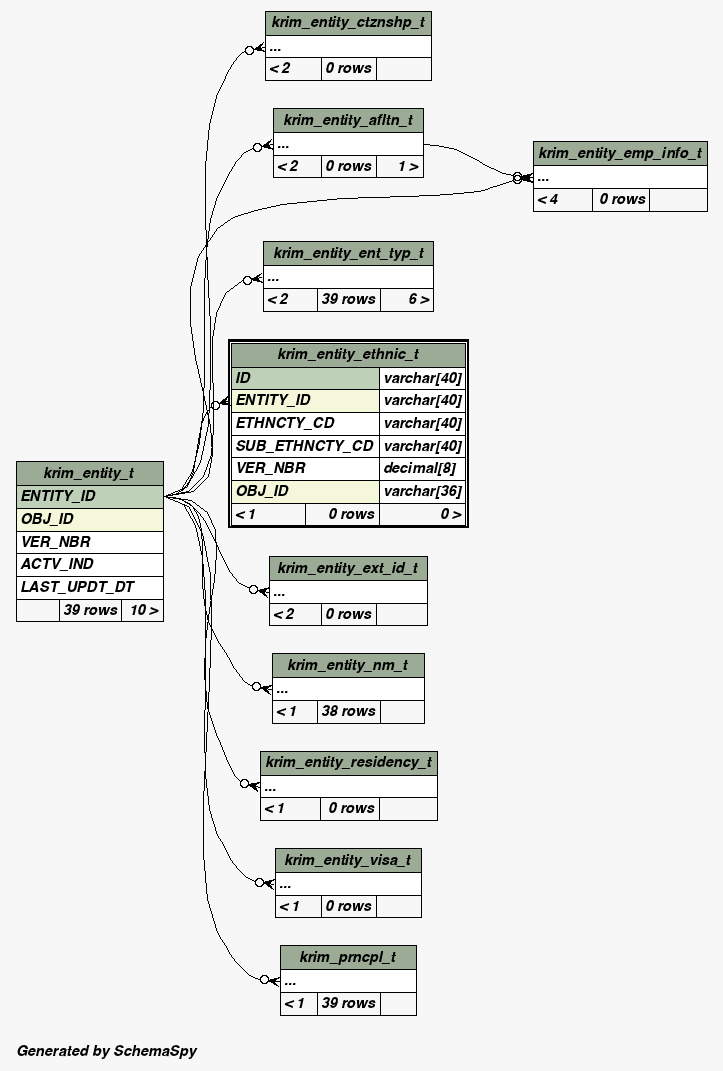 krim_entity_ctznshp_t
...
< 2 0 rows
krim_entity_afltn_t
...
< 2 0 rows 1 >
krim_entity_emp_info_t
...
< 4 0 rows
krim_entity_ent_typ_t
...
< 2 39 rows 6 >
krim_entity_ethnic_t
ID varchar[40]
ENTITY_ID varchar[40]
ETHNCTY_CD varchar[40]
SUB_ETHNCTY_CD varchar[40]
VER_NBR decimal[8]
OBJ_ID varchar[36]
< 1 0 rows 0 >
krim_entity_t
ENTITY_ID
OBJ_ID
VER_NBR
ACTV_IND
LAST_UPDT_DT
39 rows 10 >
krim_entity_ext_id_t
...
< 2 0 rows
krim_entity_nm_t
...
< 1 38 rows
krim_entity_residency_t
...
< 1 0 rows
krim_entity_visa_t
...
< 1 0 rows
krim_prncpl_t
...
< 1 39 rows
Generated by SchemaSpy